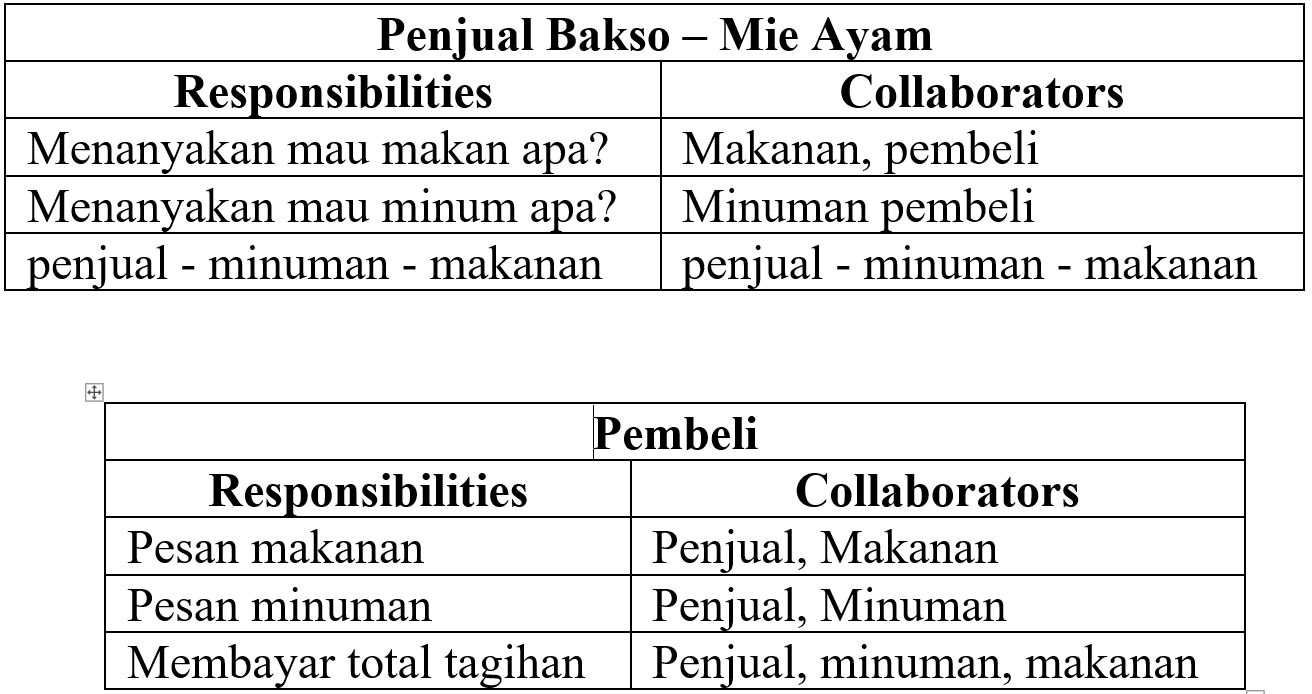 Penjual Bakso – Mie Ayam
Responsibilities Collaborators
Menanyakan mau makan apa? Makanan, pembeli
Menanyakan mau minum apa? Minuman pembeli
penjual - minuman - makanan penjual - minuman - makanan
Pembeli
Responsibilities Collaborators
Pesan makanan Penjual, Makanan
Pesan minuman Penjual, Minuman
Membayar total tagihan Penjual, minuman, makanan